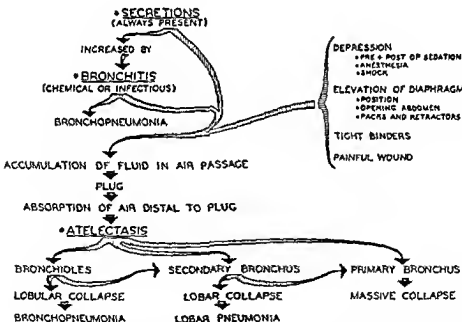 • SECRETIONS
(ALWAYS PRESENT)
INCREASED BY
• BRONCHITIS
(CHEMICAL OR INFECTIOUS)
BRONCHOPNEUMONIA
DEPRESSION
• PRE + POST OP SEDATION
• ANESTHESIA
• SHOCK
ELEVATION OF DIAPHRAGM
• POSITION
• OPENING ABDOMEN
• PACKS AND RETRACTORS
TIGHT BINDERS
PAINFUL WOUND
ACCUMULATION OF FLUID IN AIR PASSAGE
PLUG
ABSORPTION OF AIR DISTAL TO PLUG
• ATELECTASIS
BRONCHIOLES SECONDARY BRONCHUS PRIMARY BRONCHUS
LOBULAR COLLAPSE LOBAR COLLAPSE MASSIVE COLLAPSE
BRONCHOPNEUMONIA LOBAR PNEUMONIA